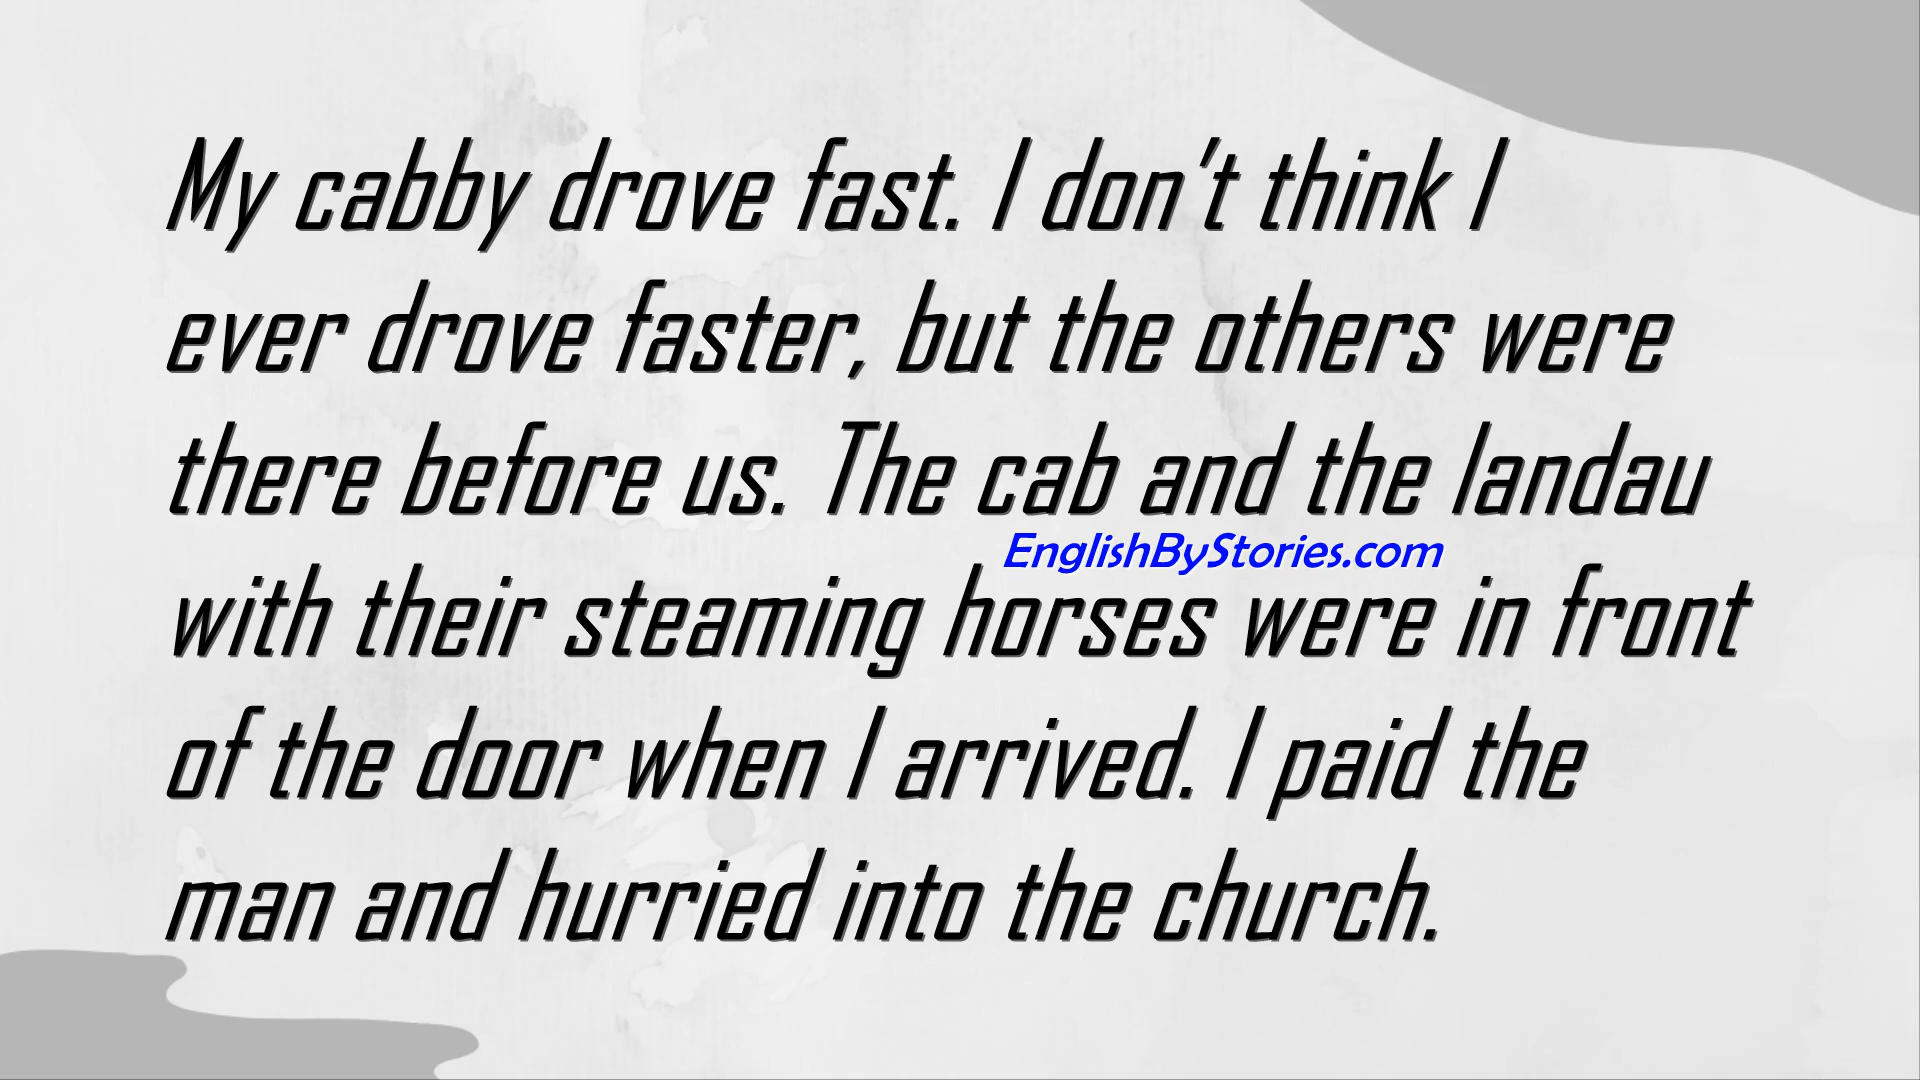 My cabby drove fast. I don't think I
ever drove faster, but the others were
there before us. The cab and the landau
EnglishByStories.com
with their steaming horses were in front
of the door when I arrived. I paid the
man and hurried into the church.